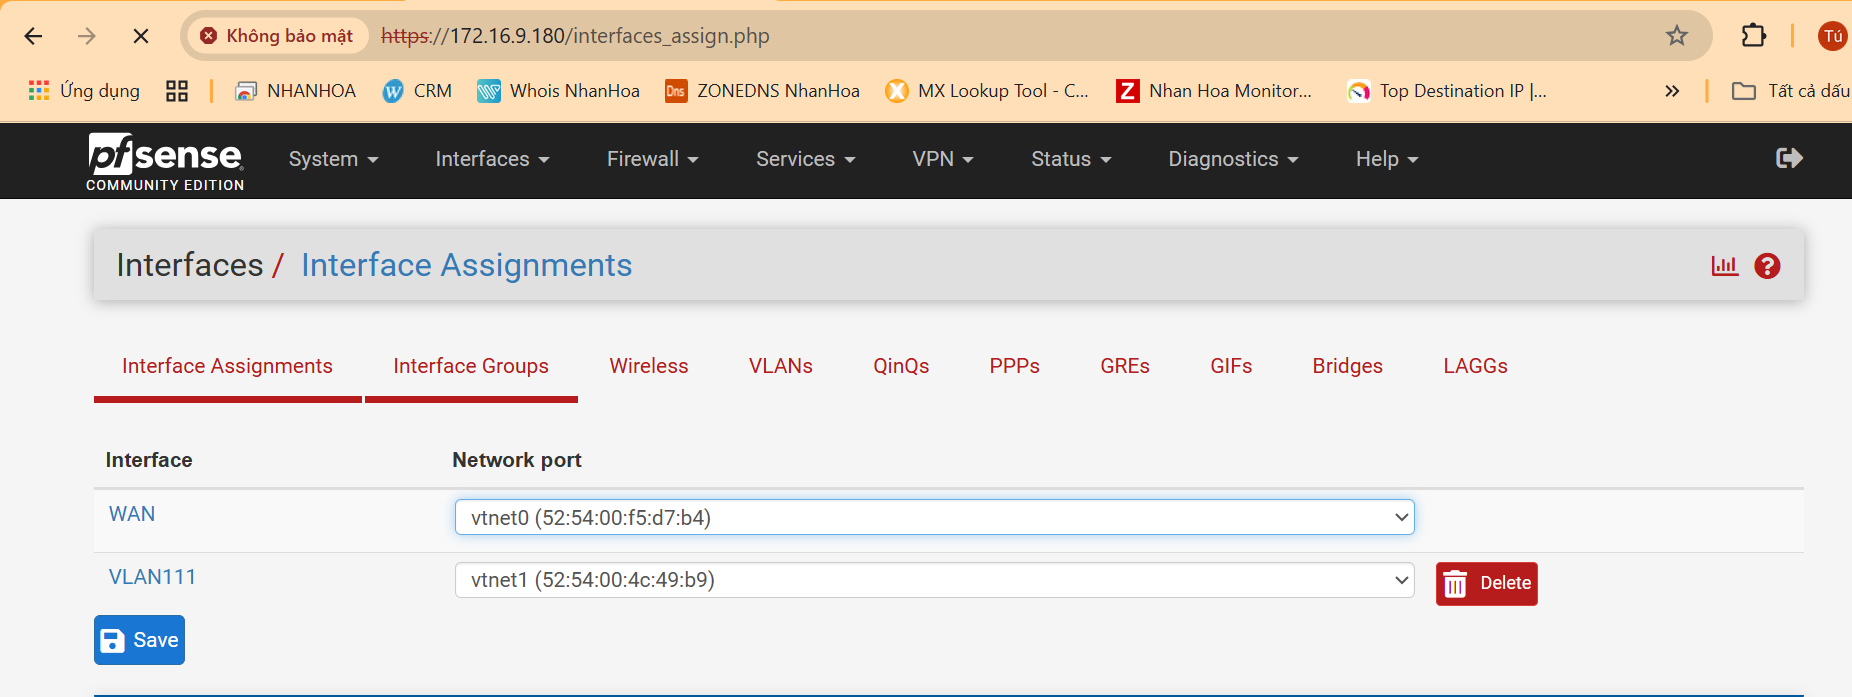 Không bảo mật https://172.16.9.180/interfaces_assign.php Tú
Ứng dụng NHANHOA CRM Whois NhanHoa Dns ZONEDNS NhanHoa MX Lookup Tool - C... Nhan Hoa Monitor... Top Destination IP |... Tất cả dấu
pfsense System Interfaces Firewall Services VPN Status Diagnostics Help
COMMUNITY EDITION
Interfaces / Interface Assignments
Interface Assignments Interface Groups Wireless VLANs QinQs PPPs GREs GIFs Bridges LAGGs
Interface Network port
WAN vtnet0 (52:54:00:f5:d7:b4)
VLAN111 vtnet1 (52:54:00:4c:49:b9) Delete
Save